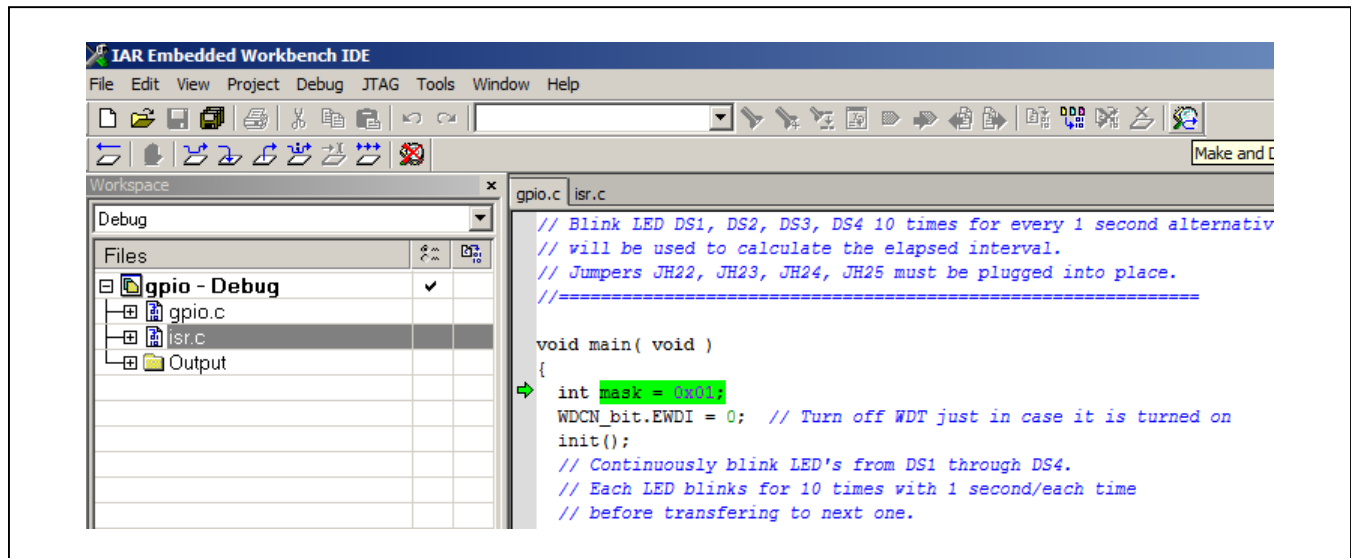 IAR Embedded Workbench IDE
File Edit View Project Debug JTAG Tools Window Help
Make and D
Workspace
Debug
Files
gpio - Debug
gpio.c
isr.c
Output
gpio.c isr.c
// Blink LED DS1, DS2, DS3, DS4 10 times for every 1 second alternativ
// will be used to calculate the elapsed interval.
// Jumpers JH22, JH23, JH24, JH25 must be plugged into place.
//===========================================================
void main( void )
{
int mask = 0x01;
WDCN_bit.EWDI = 0; // Turn off WDT just in case it is turned on
init();
// Continuously blink LED's from DS1 through DS4.
// Each LED blinks for 10 times with 1 second/each time
// before transfering to next one.